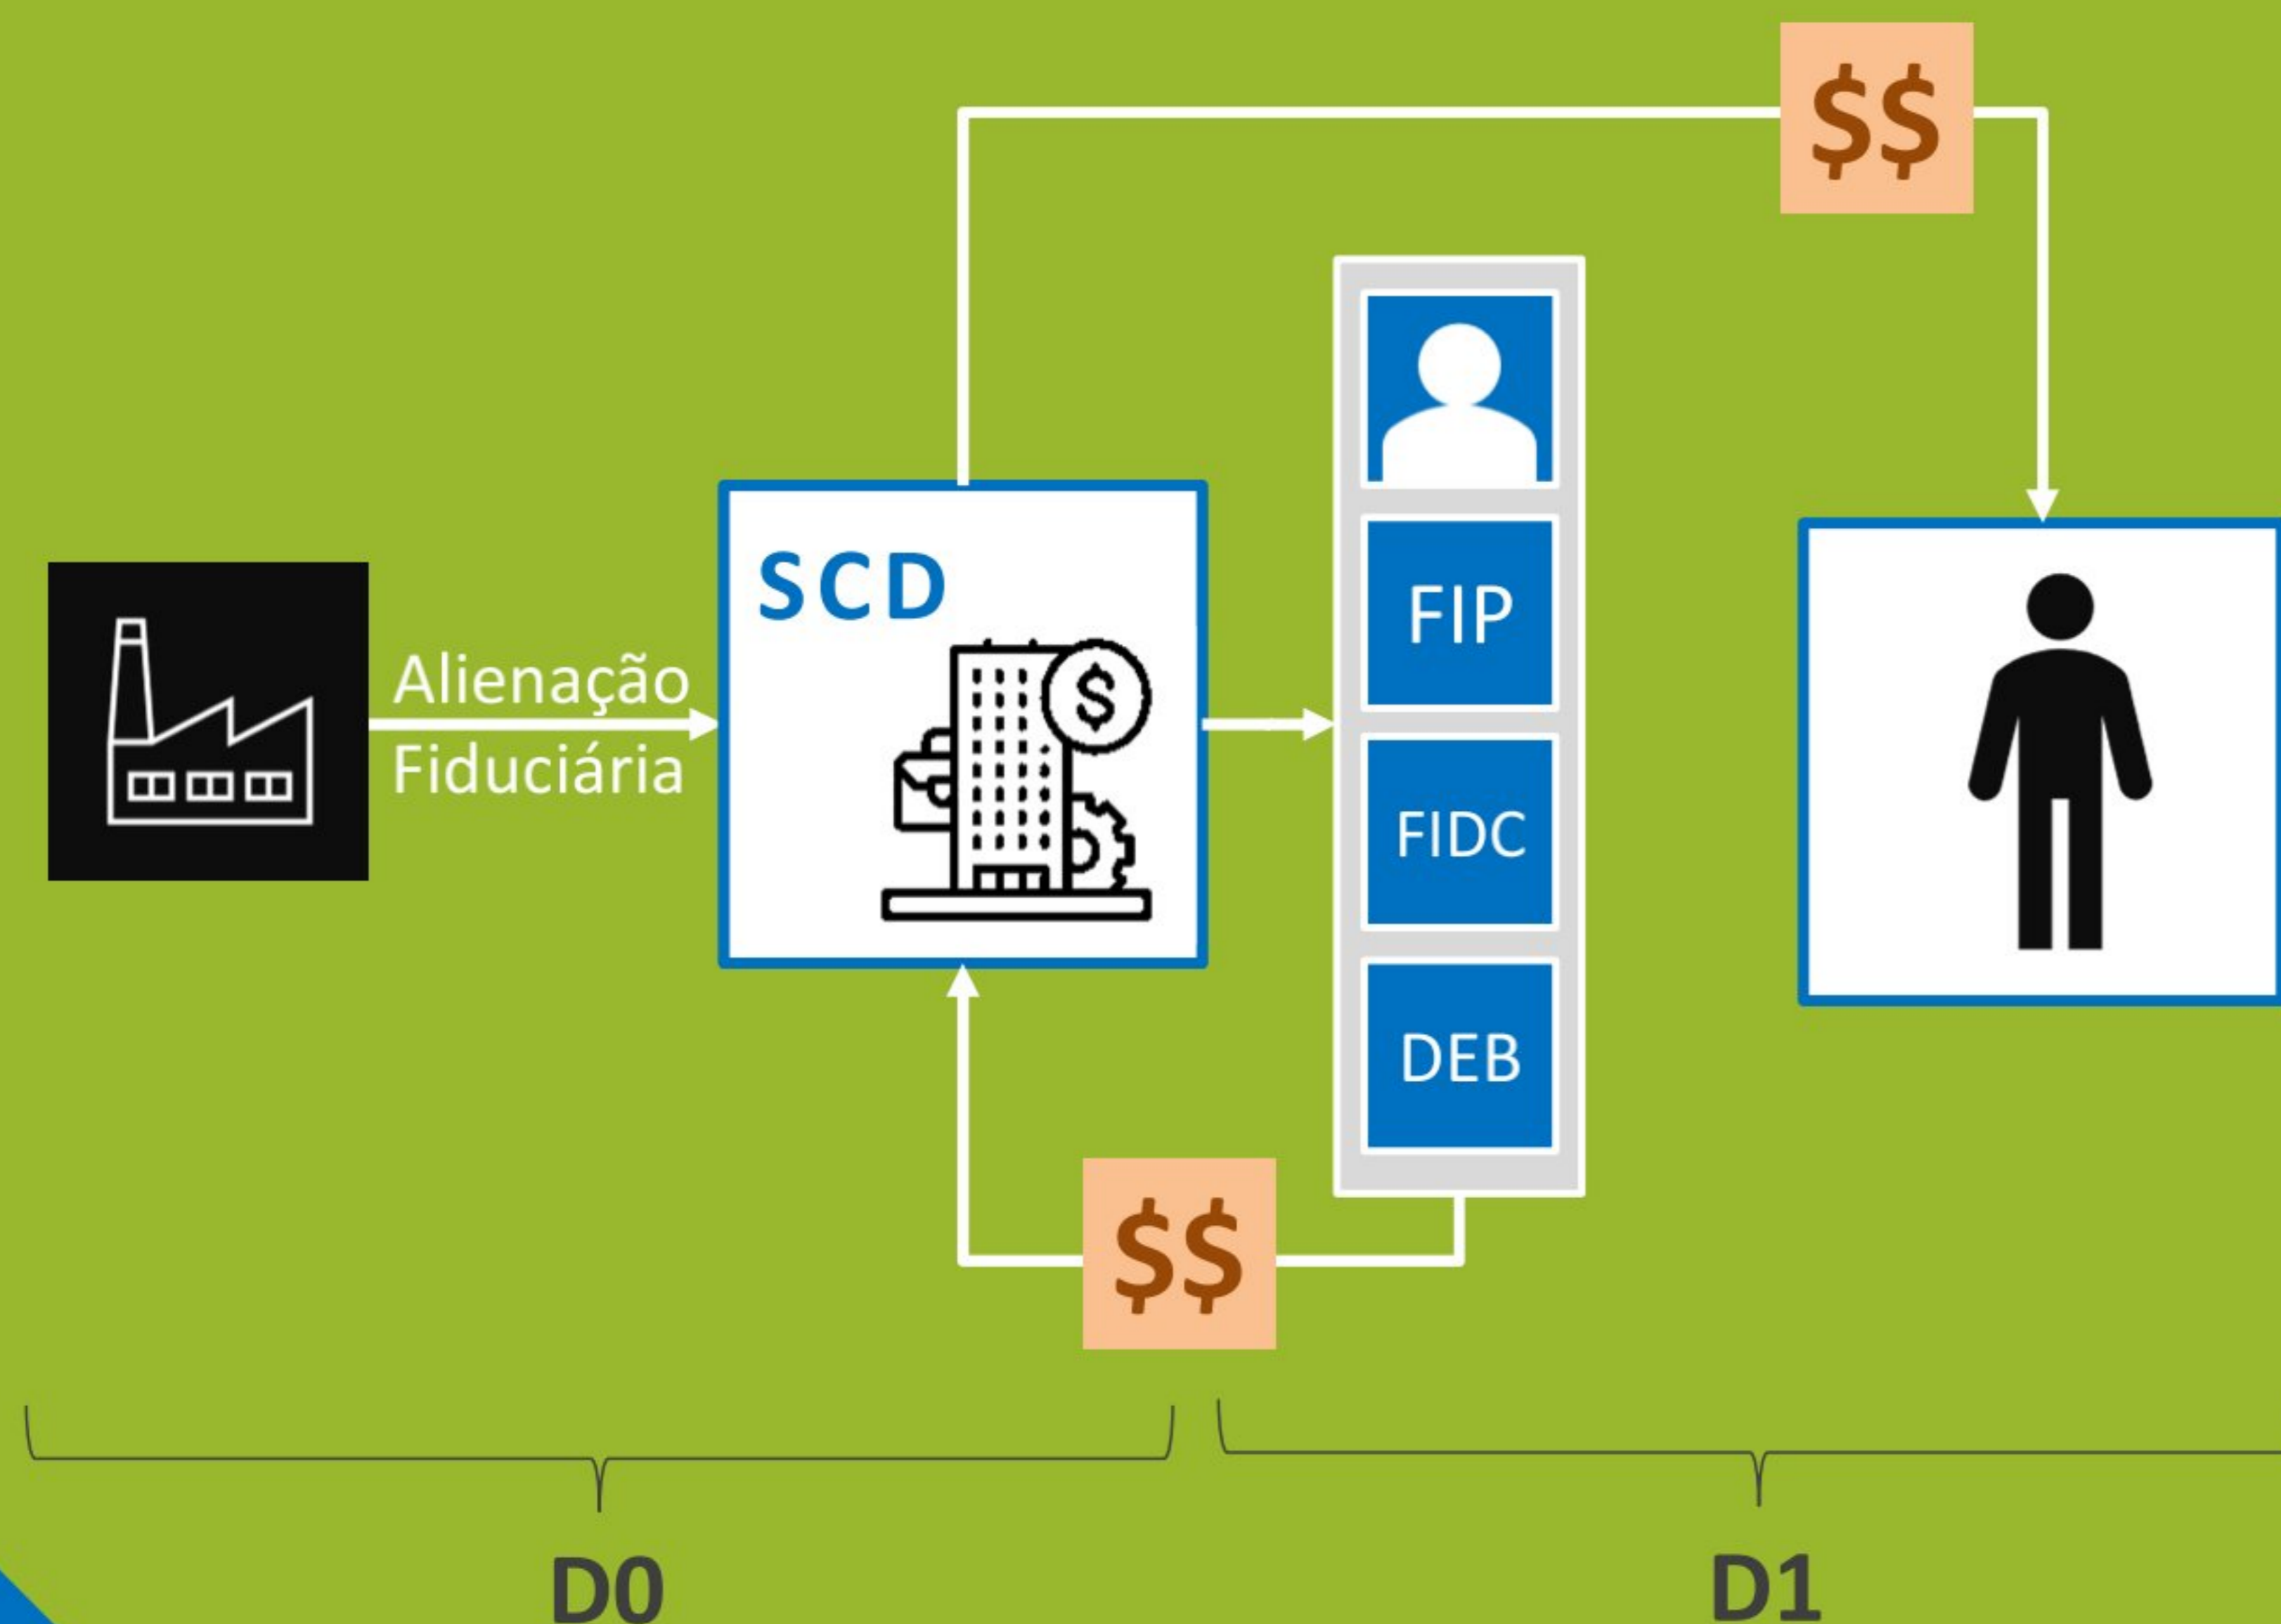 $$
SCD
$
Alienação
Fiduciária
FIP
FIDC
DEB
$$
D0
D1